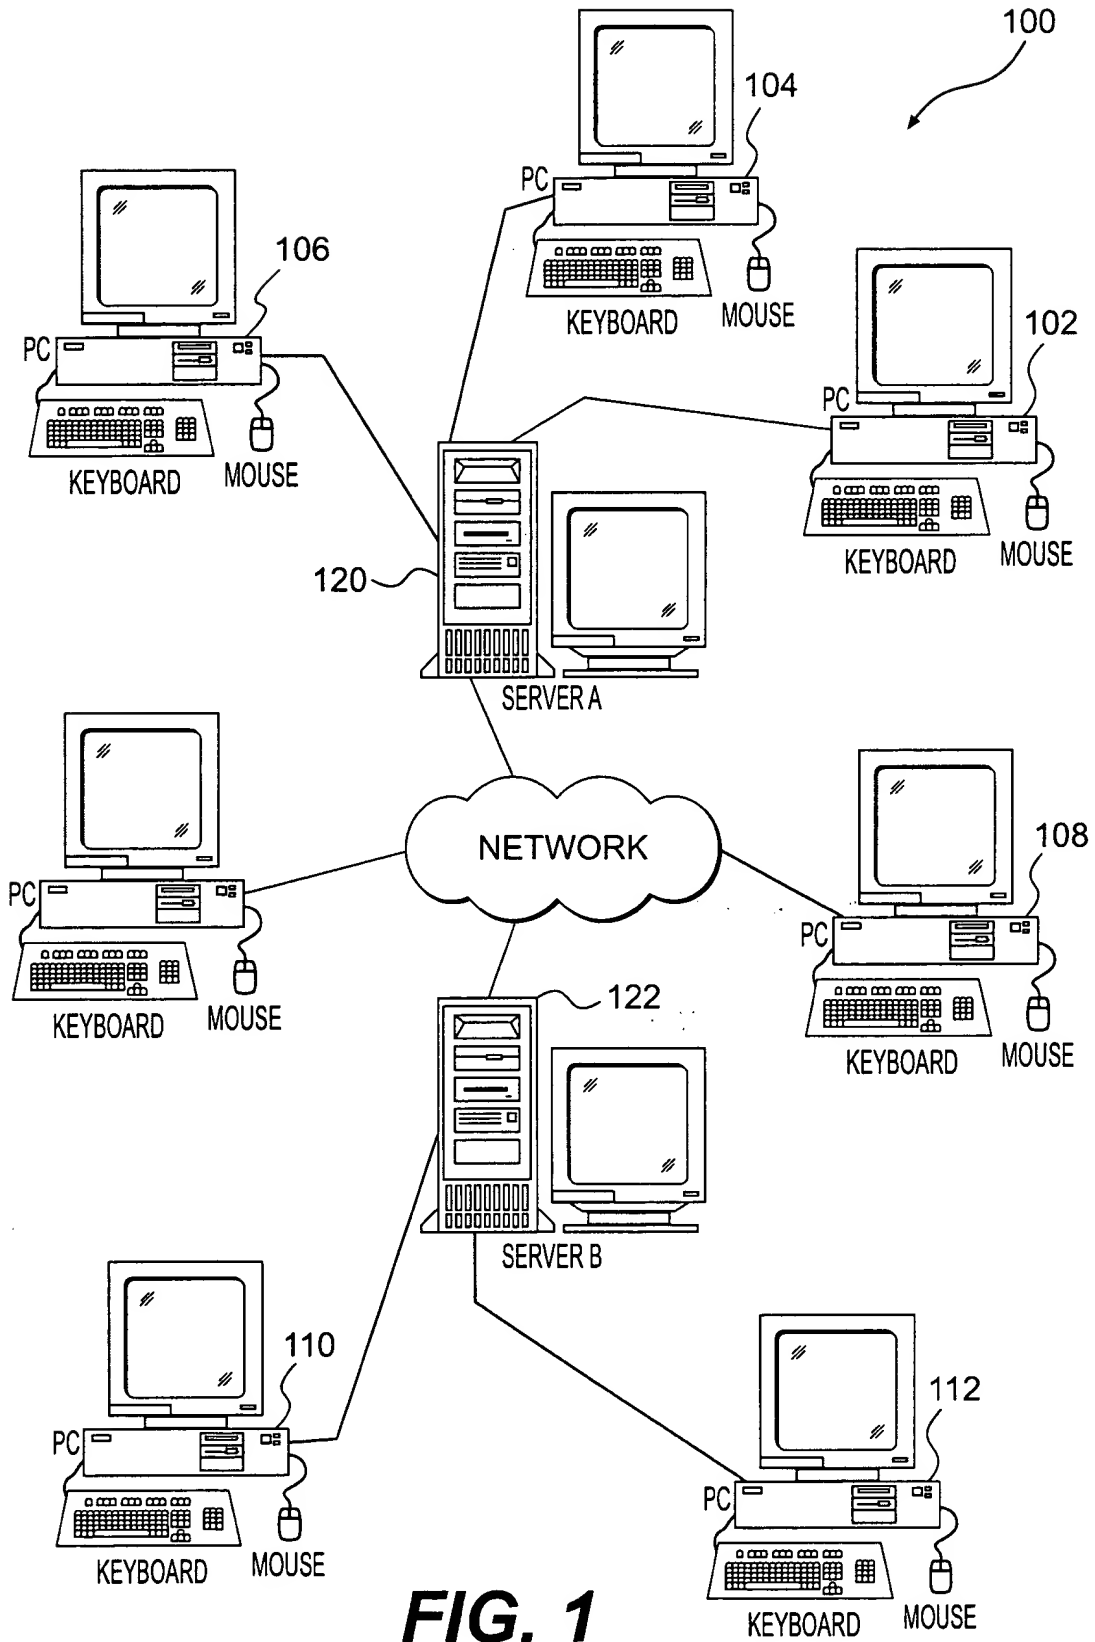 100
104
PC
KEYBOARD
MOUSE
106
PC
KEYBOARD
MOUSE
102
PC
KEYBOARD
MOUSE
120
SERVER A
NETWORK
PC
KEYBOARD
MOUSE
108
PC
KEYBOARD
MOUSE
122
SERVER B
110
PC
KEYBOARD
MOUSE
112
PC
KEYBOARD
MOUSE
FIG. 1